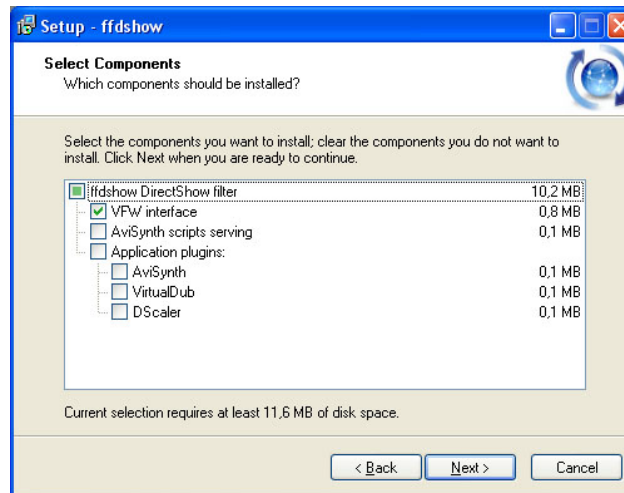 Setup - ffdshow
Select Components
Which components should be installed?
Select the components you want to install; clear the components you do not want to
install. Click Next when you are ready to continue.
ffdshow DirectShow filter 10,2 MB
VFW interface 0,8 MB
AviSynth scripts serving 0,1 MB
Application plugins:
AviSynth 0,1 MB
VirtualDub 0,1 MB
DScaler 0,1 MB
Current selection requires at least 11,6 MB of disk space.
< Back Next > Cancel